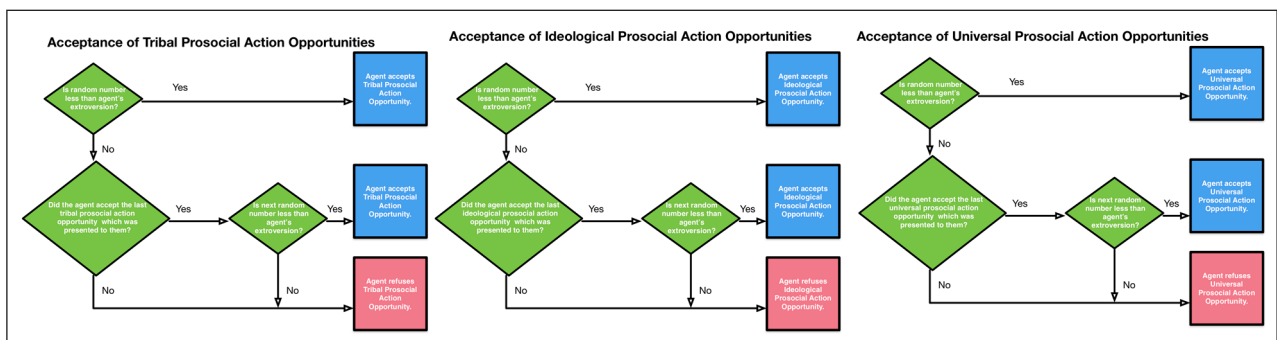 Acceptance of Tribal Prosocial Action Opportunities
Is random number
less than agent's
extroversion?
Yes
Agent accepts
Tribal Prosocial
Action
Opportunity.
No
Did the agent accept the last
tribal prosocial action
opportunity which was
presented to them?
Yes
Is next random
number less than
agent's
extroversion?
Yes
Agent accepts
Tribal Prosocial
Action
Opportunity.
No
No
Agent refuses
Tribal Prosocial
Action
Opportunity.
Acceptance of Ideological Prosocial Action Opportunities
Is random number
less than agent's
extroversion?
Yes
Agent accepts
Ideological
Prosocial Action
Opportunity.
No
Did the agent accept the last
ideological prosocial action
opportunity which was
presented to them?
Yes
Is next random
number less than
agent's
extroversion?
Yes
Agent accepts
Ideological
Prosocial Action
Opportunity.
No
No
Agent refuses
Ideological
Prosocial Action
Opportunity.
Acceptance of Universal Prosocial Action Opportunities
Is random number
less than agent's
extroversion?
Yes
Agent accepts
Universal
Prosocial Action
Opportunity.
No
Did the agent accept the last
universal prosocial action
opportunity which was
presented to them?
Yes
Is next random
number less than
agent's
extroversion?
Yes
Agent accepts
Universal
Prosocial Action
Opportunity.
No
No
Agent refuses
Universal
Prosocial Action
Opportunity.